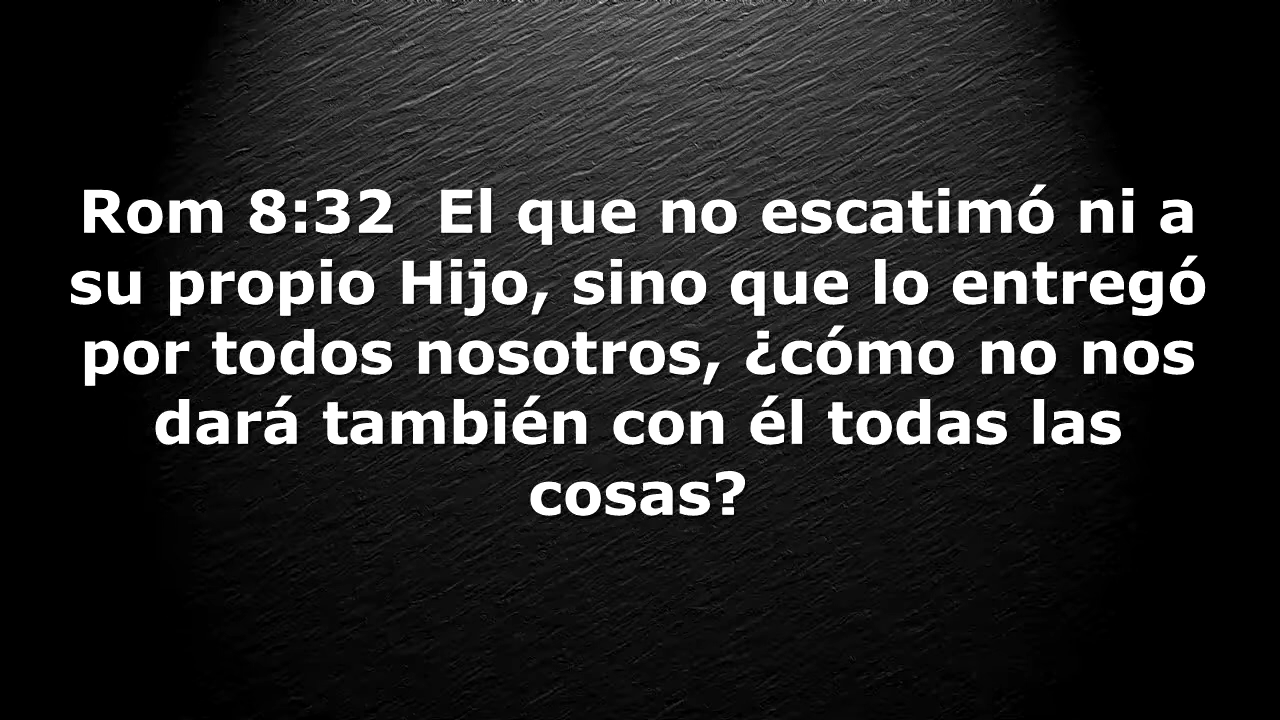 Rom 8:32  El que no escatimó ni a
su propio Hijo, sino que lo entregó
por todos nosotros, ¿cómo no nos
dará también con él todas las
cosas?